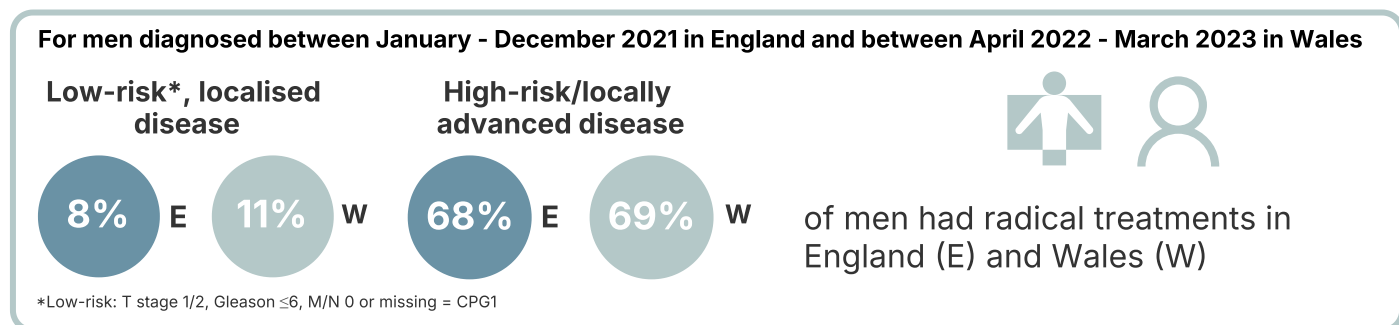 For men diagnosed between January - December 2021 in England and between April 2022 - March 2023 in Wales
Low-risk*, localised
disease
High-risk/locally
advanced disease
8% E 11% W 68% E 69% W
of men had radical treatments in
England (E) and Wales (W)
*Low-risk: T stage 1/2, Gleason ≤6, M/N 0 or missing = CPG1